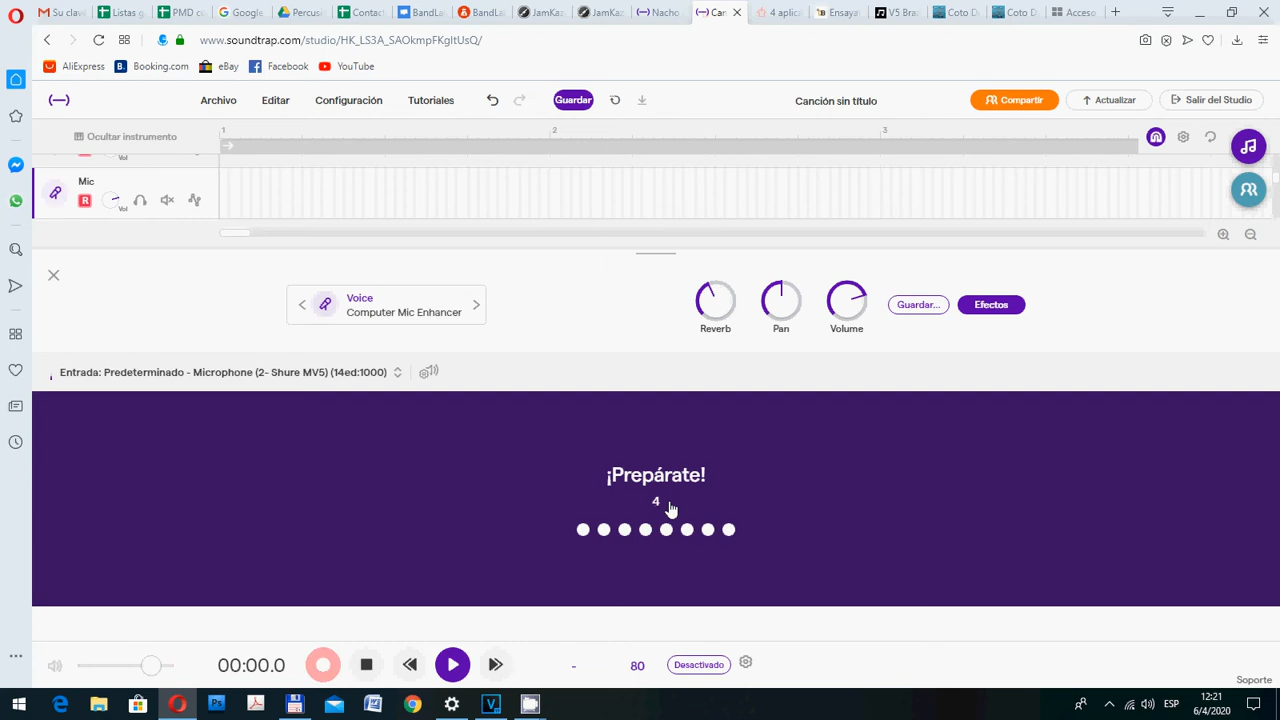 Su clave
Listas g
PMD c
Google
Percusi
Contact
BandLa
BandLa
JamKaz
JamKaz
Nacho
Can
4 aplica
Ensaya
V5 Bra
Coto D
Coto D
Acceso
www.soundtrap.com/studio/HK_LS3A_SAOkmpFKgItUsQ/
AliExpress
Booking.com
eBay
Facebook
YouTube
Archivo
Editar
Configuración
Tutoriales
Guardar
Canción sin título
Compartir
Actualizar
Salir del Studio
Ocultar instrumento
1
2
3
Vol
Mic
R
Vol
Voice
Computer Mic Enhancer
Reverb
Pan
Volume
Guardar...
Efectos
Entrada: Predeterminado - Microphone (2- Shure MV5) (14ed:1000)
¡Prepárate!
4
00:00.0
-
80
Desactivado
Soporte
ESP
12:21
6/4/2020